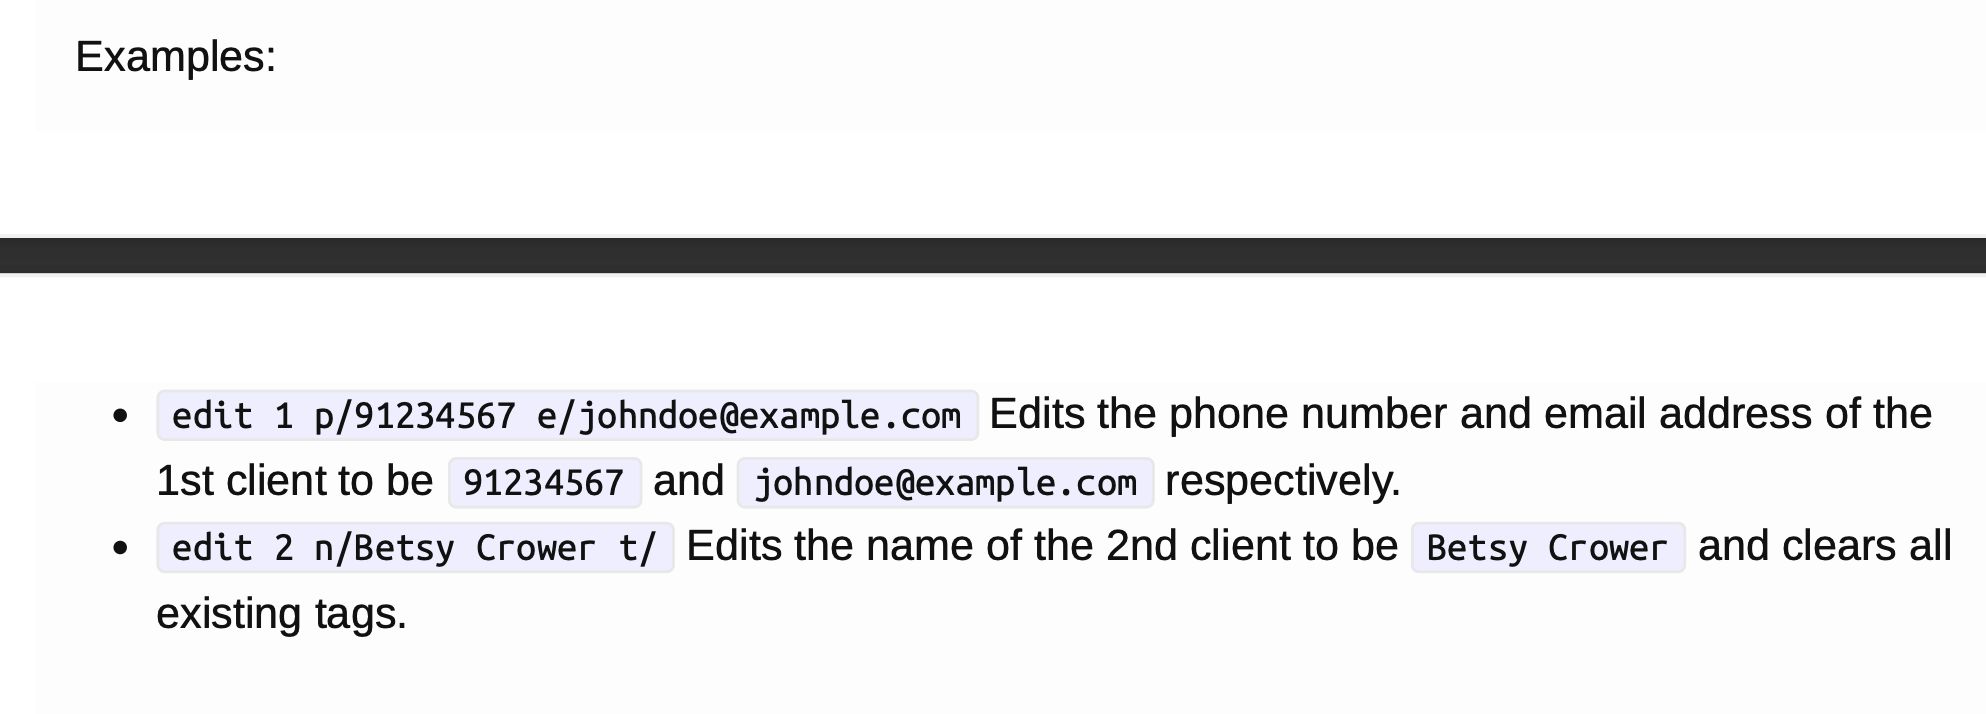 Examples:
edit 1 p/91234567 e/johndoe@example.com Edits the phone number and email address of the
1st client to be 91234567 and johndoe@example.com respectively.
edit 2 n/Betsy Crower t/ Edits the name of the 2nd client to be Betsy Crower and clears all
existing tags.